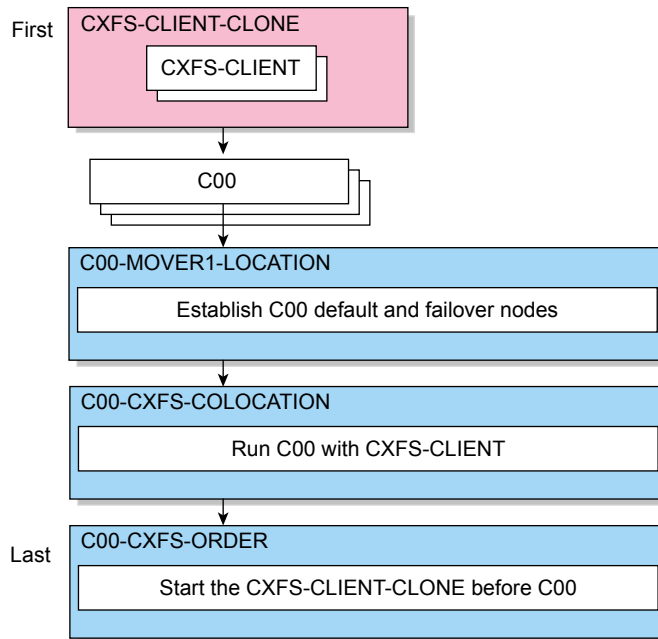 First
CXFS-CLIENT-CLONE
CXFS-CLIENT
C00
C00-MOVER1-LOCATION
Establish C00 default and failover nodes
C00-CXFS-COLOCATION
Run C00 with CXFS-CLIENT
Last
C00-CXFS-ORDER
Start the CXFS-CLIENT-CLONE before C00